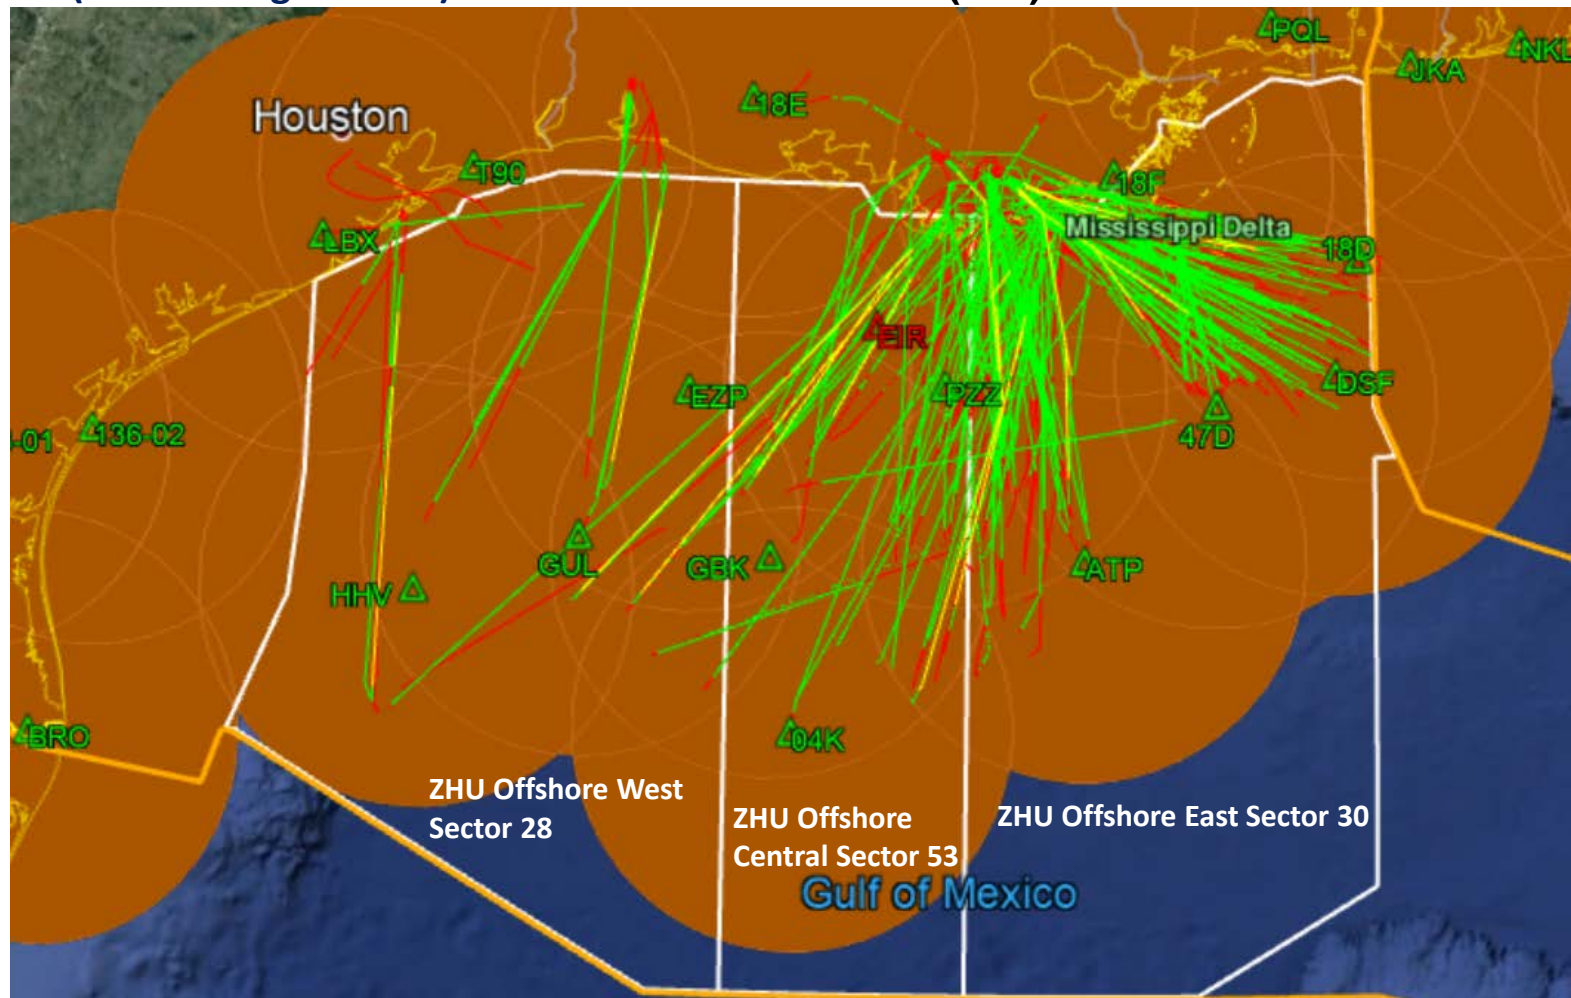 PQL
NKL
JKA
18E
Houston
T90
18F
LBX
Mississippi Delta
18D
EIR
EZP
PZZ
DSF
-01
136-02
47D
GUL
GBK
ATP
HHV
BRO
04K
ZHU Offshore West
Sector 28
ZHU Offshore
Central Sector 53
ZHU Offshore East Sector 30
Gulf of Mexico